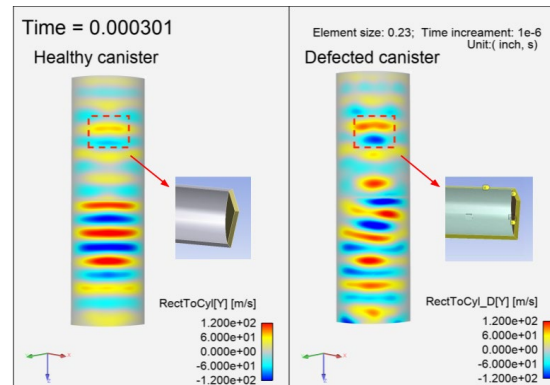 Time = 0.000301
Healthy canister
RectToCyl[Y] [m/s]
1.200e+02
6.000e+01
0.000e+00
-6.000e+01
-1.200e+02
Element size: 0.23; Time increament: 1e-6
Unit:( inch, s)
Defected canister
RectToCyl_D[Y] [m/s]
1.200e+02
6.000e+01
0.000e+00
-6.000e+01
-1.200e+02